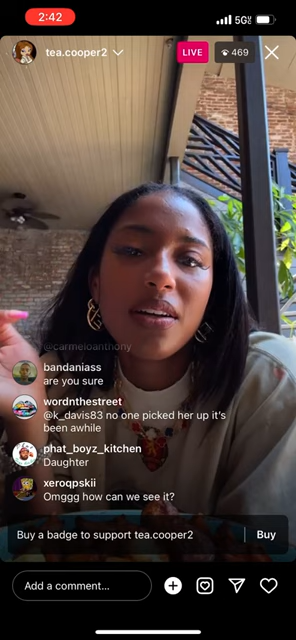 2:42
5G
tea.cooper2
LIVE
469
@carmeloanthony
bandaniass
are you sure
wordnthestreet
@k_davis83 no one picked her up it's
been awhile
phat_boyz_kitchen
Daughter
xeroqpskii
Omggg how can we see it?
Buy a badge to support tea.cooper2
Buy
Add a comment...